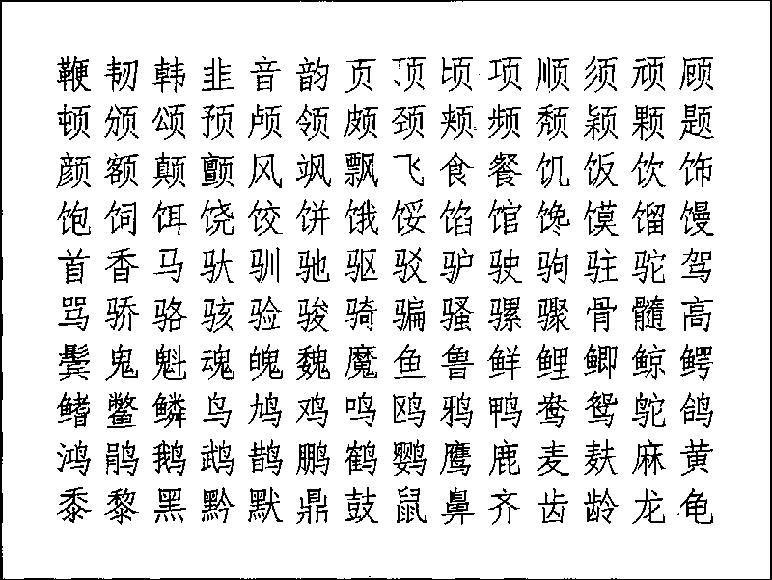 鞭 韧 韩 韭 音 韵 页 顶 顷 项 顺 须 顽 顾
顿 颁 颂 预 颅 领 颇 颈 颊 频 颓 颖 颗 题
颜 额 颠 颤 风 飒 飘 飞 食 餐 饥 饭 饮 饰
饱 饲 饵 饶 饺 饼 饿 馁 馅 馆 馋 馍 馏 馒
首 香 马 驮 驯 驰 驱 驳 驴 驶 驹 驻 驼 驾
骂 骄 骆 骇 验 骏 骑 骗 骚 骡 骤 骨 髓 高
鬓 鬼 魁 魂 魄 魏 魔 鱼 鲁 鲜 鲤 鲫 鲸 鳄
鳍 鳖 鳞 鸟 鸠 鸡 鸣 鸥 鸦 鸭 鸯 鸳 鸵 鸽
鸿 鹃 鹅 鹉 鹊 鹏 鹤 鹦 鹰 鹿 麦 麸 麻 黄
黍 黎 黑 黔 默 鼎 鼓 鼠 鼻 齐 齿 龄 龙 龟